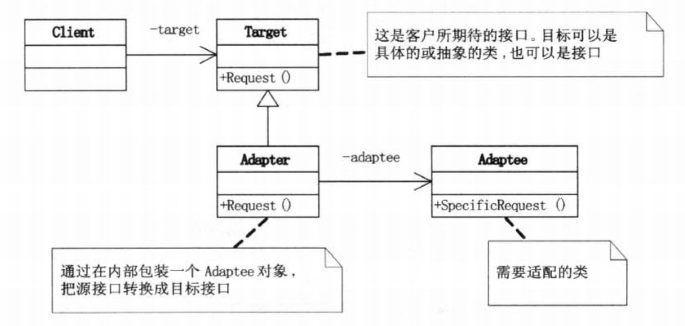 Client
-target
Target
+Request()
这是客户所期待的接口。目标可以是
具体的或抽象的类,也可以是接口
Adapter
+Request()
-adaptee
Adaptee
+SpecificRequest ()
通过在内部包装一个 Adaptee 对象,
把源接口转换成目标接口
需要适配的类